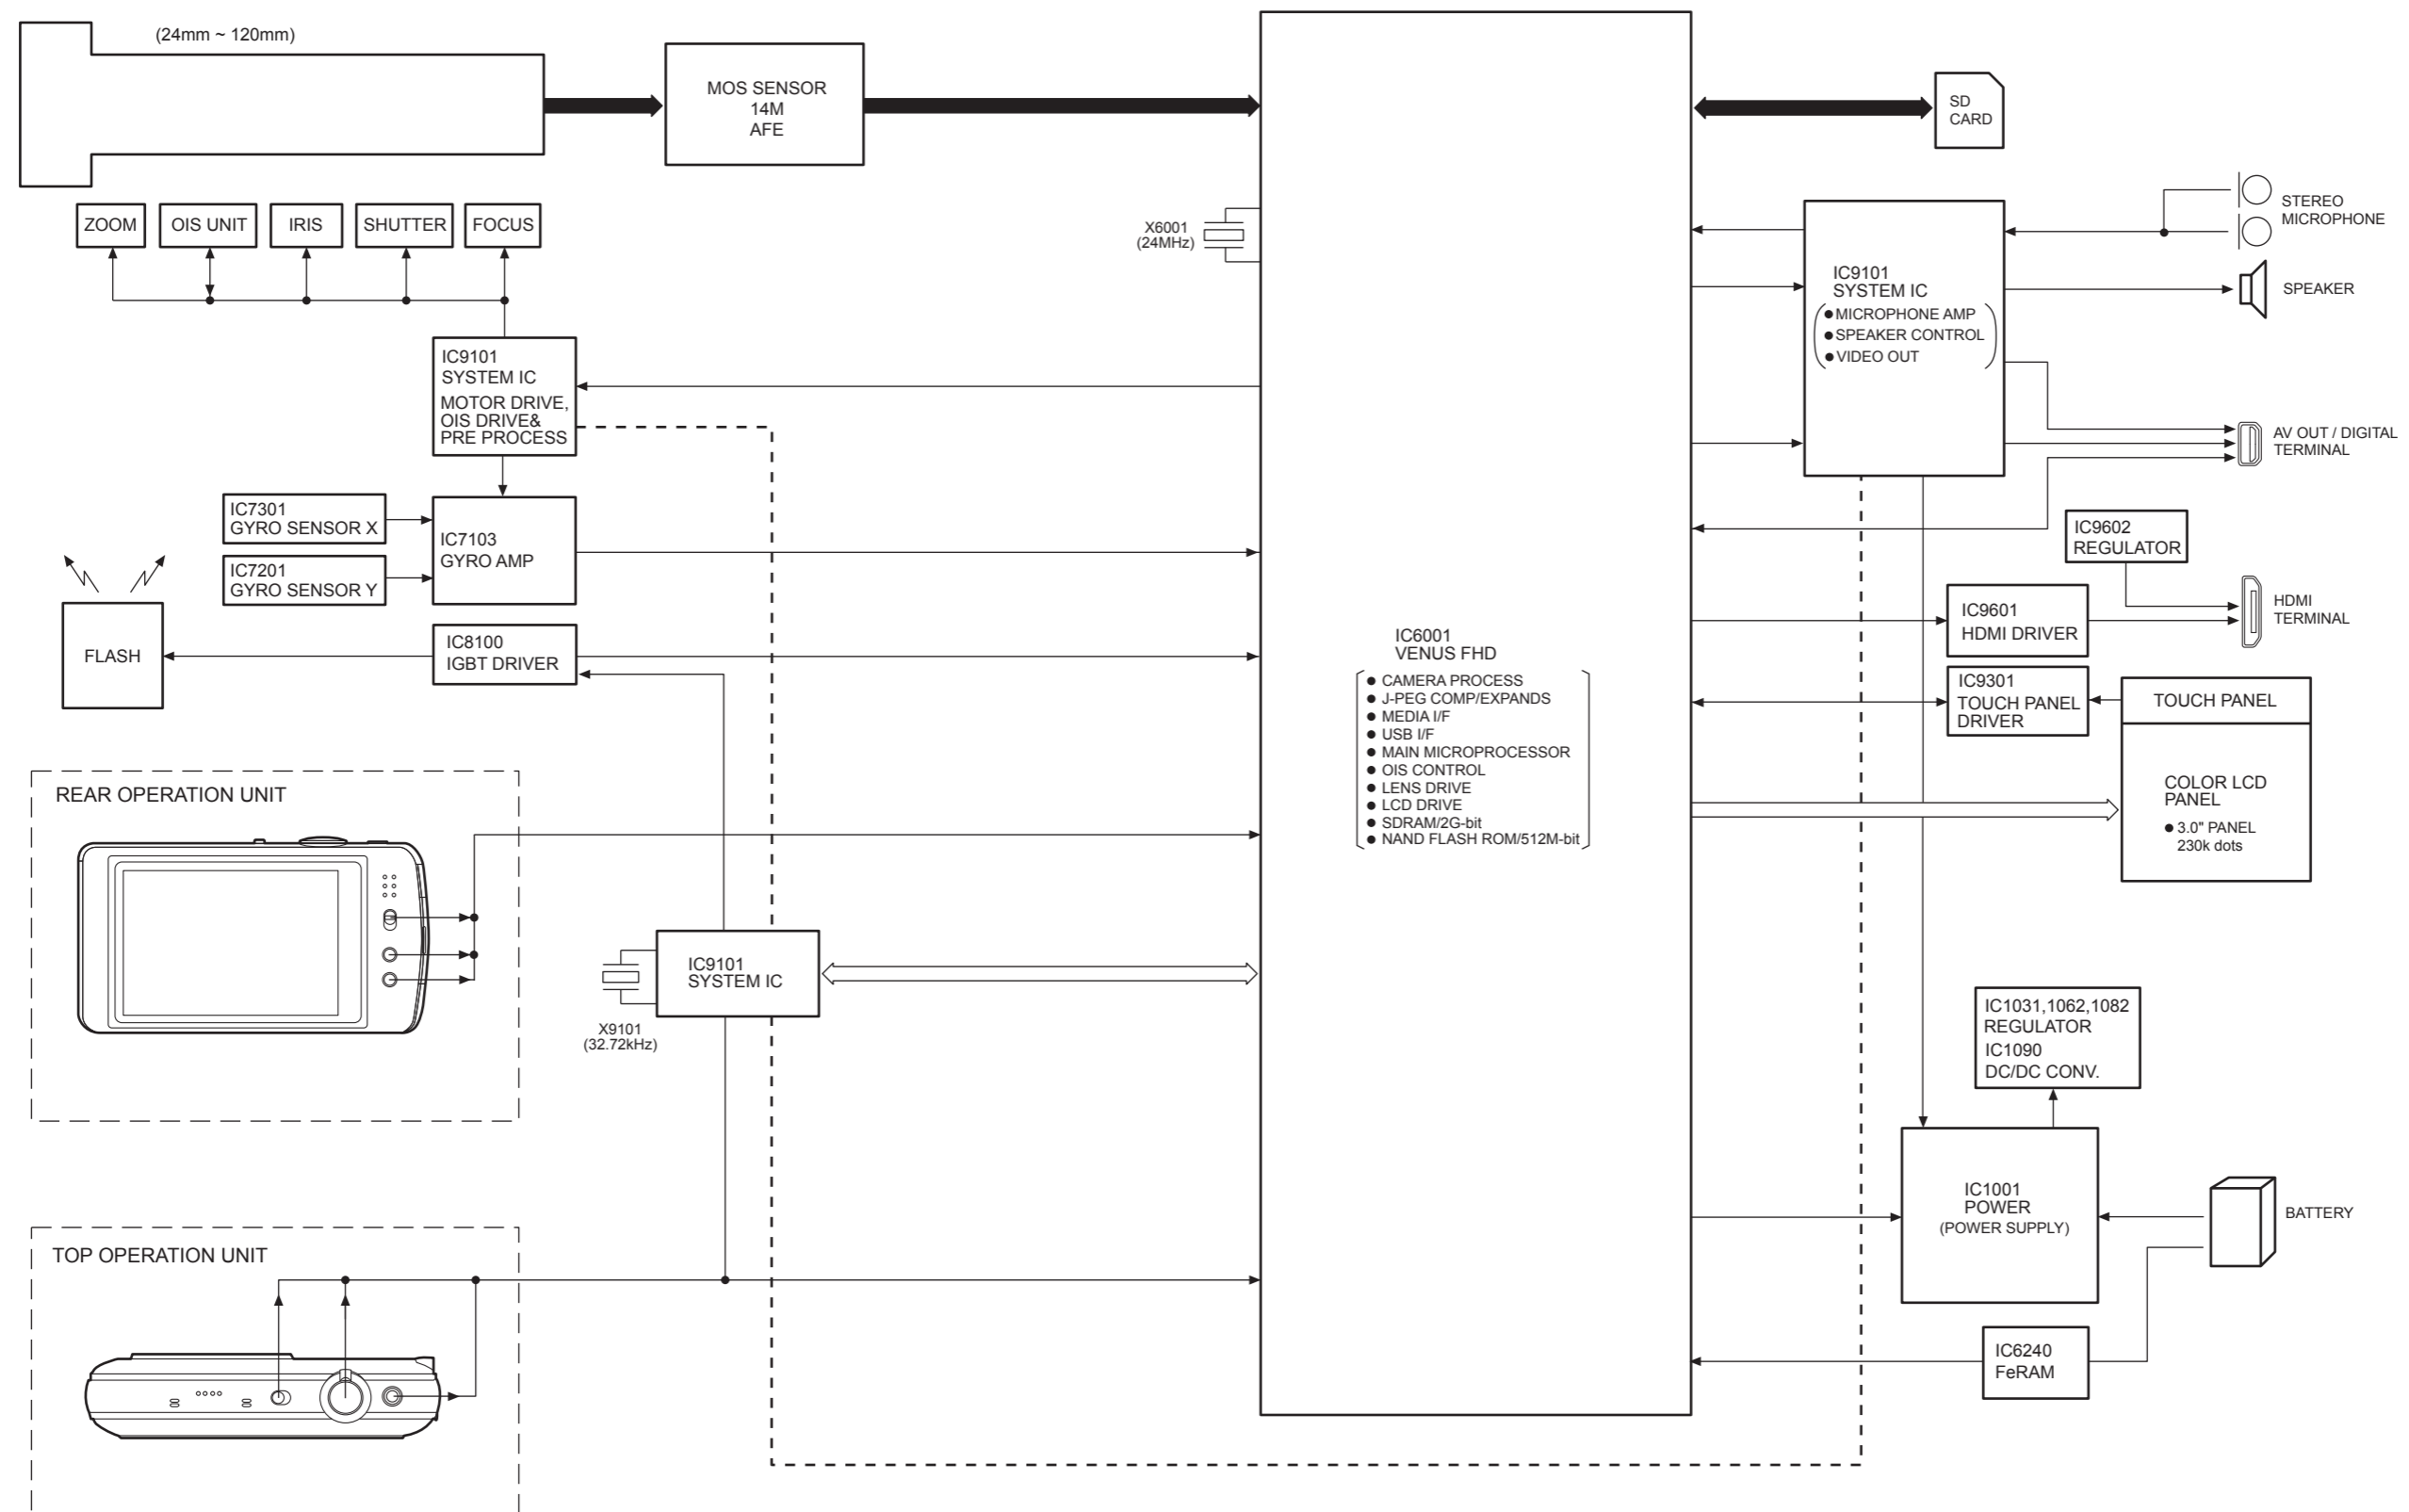 (24mm ~ 120mm)
MOS SENSOR
14M
AFE
SD
CARD
ZOOM
OIS UNIT
IRIS
SHUTTER
FOCUS
X6001
(24MHz)
STEREO
MICROPHONE
IC9101
SYSTEM IC
● MICROPHONE AMP
● SPEAKER CONTROL
● VIDEO OUT
SPEAKER
IC9101
SYSTEM IC
MOTOR DRIVE,
OIS DRIVE&
PRE PROCESS
AV OUT / DIGITAL
TERMINAL
IC7301
GYRO SENSOR X
IC7201
GYRO SENSOR Y
IC7103
GYRO AMP
IC9602
REGULATOR
IC9601
HDMI DRIVER
HDMI
TERMINAL
FLASH
IC8100
IGBT DRIVER
IC6001
VENUS FHD
● CAMERA PROCESS
● J-PEG COMP/EXPANDS
● MEDIA I/F
● USB I/F
● MAIN MICROPROCESSOR
● OIS CONTROL
● LENS DRIVE
● LCD DRIVE
● SDRAM/2G-bit
● NAND FLASH ROM/512M-bit
IC9301
TOUCH PANEL
DRIVER
TOUCH PANEL
COLOR LCD
PANEL
● 3.0" PANEL
230k dots
REAR OPERATION UNIT
IC9101
SYSTEM IC
X9101
(32.72kHz)
IC1031,1062,1082
REGULATOR
IC1090
DC/DC CONV.
IC1001
POWER
(POWER SUPPLY)
BATTERY
TOP OPERATION UNIT
IC6240
FeRAM